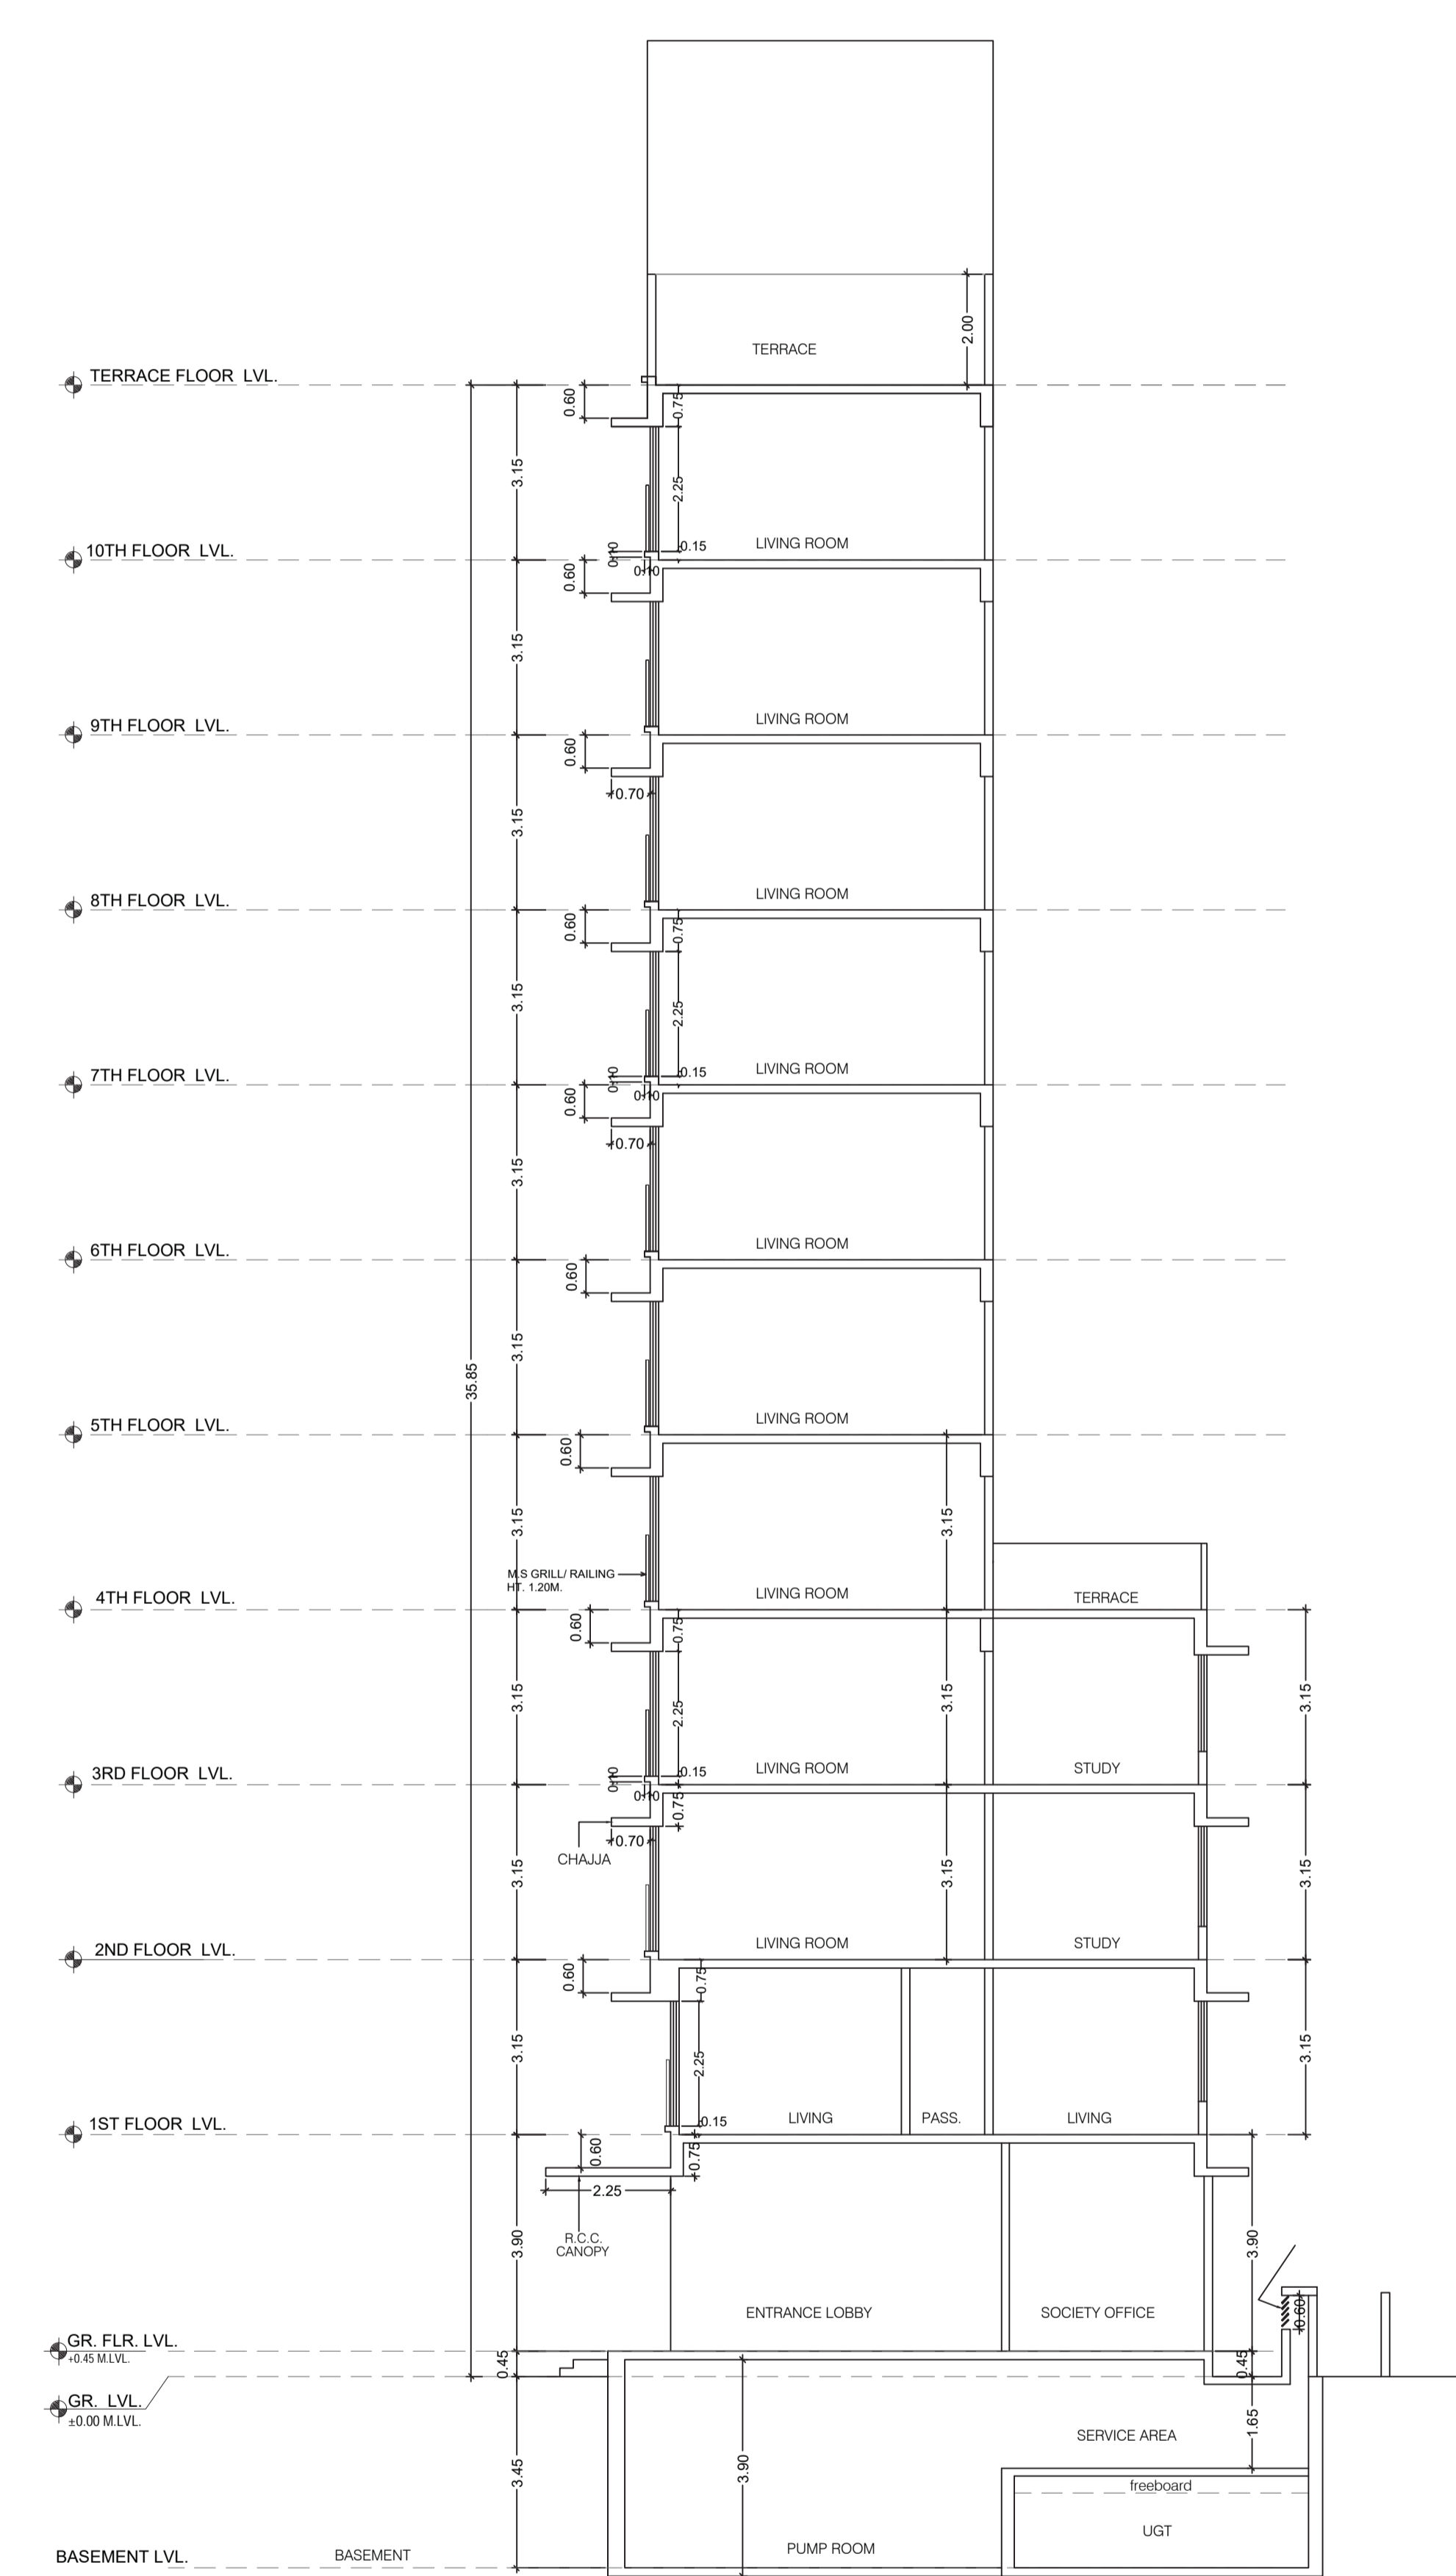 2.00
TERRACE
TERRACE FLOOR LVL.
0.60
0.75
3.15
2.25
10TH FLOOR LVL.
0.10
0.15
LIVING ROOM
0.10
0.60
3.15
9TH FLOOR LVL.
LIVING ROOM
0.60
0.70
3.15
8TH FLOOR LVL.
LIVING ROOM
0.60
0.75
3.15
2.25
7TH FLOOR LVL.
0.10
0.15
LIVING ROOM
0.10
0.60
0.70
3.15
6TH FLOOR LVL.
LIVING ROOM
0.60
3.15
35.85
5TH FLOOR LVL.
LIVING ROOM
0.60
3.15
3.15
M.S GRILL/ RAILING
HT. 1.20M.
4TH FLOOR LVL.
LIVING ROOM
TERRACE
0.60
0.75
3.15
2.25
3.15
3.15
3RD FLOOR LVL.
0.10
0.15
LIVING ROOM
STUDY
0.10
0.75
0.70
CHAJJA
3.15
3.15
3.15
2ND FLOOR LVL.
LIVING ROOM
STUDY
0.60
0.75
3.15
2.25
3.15
1ST FLOOR LVL.
0.15
LIVING
PASS.
LIVING
0.60
0.75
2.25
R.C.C.
CANOPY
3.90
3.90
ENTRANCE LOBBY
SOCIETY OFFICE
0.60
GR. FLR. LVL.
+0.45 M.LVL.
0.45
0.45
GR. LVL.
±0.00 M.LVL.
1.65
SERVICE AREA
3.45
3.90
freeboard
UGT
PUMP ROOM
BASEMENT LVL.
BASEMENT